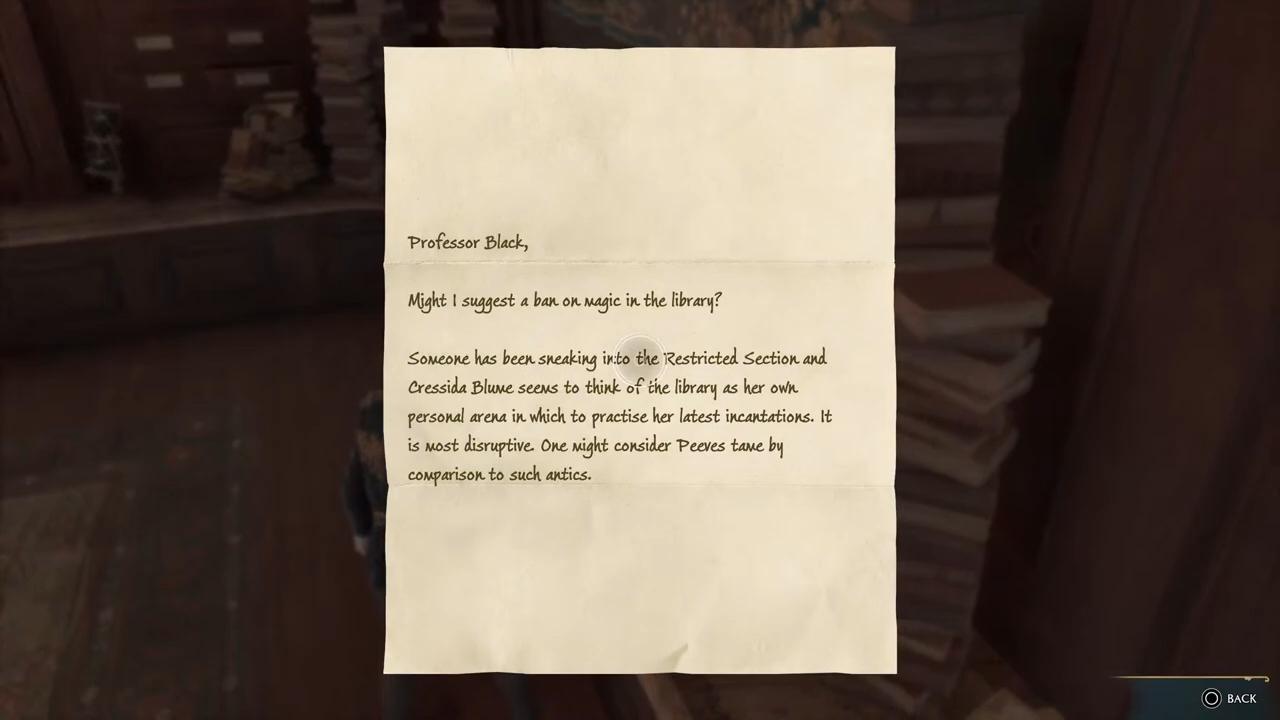 Professor Black,
Might I suggest a ban on magic in the library?
Someone has been sneaking into the Restricted Section and
Cressida Blume seems to think of the library as her own
personal arena in which to practise her latest incantations. It
is most disruptive. One might consider Peeves tame by
comparison to such antics.
BACK